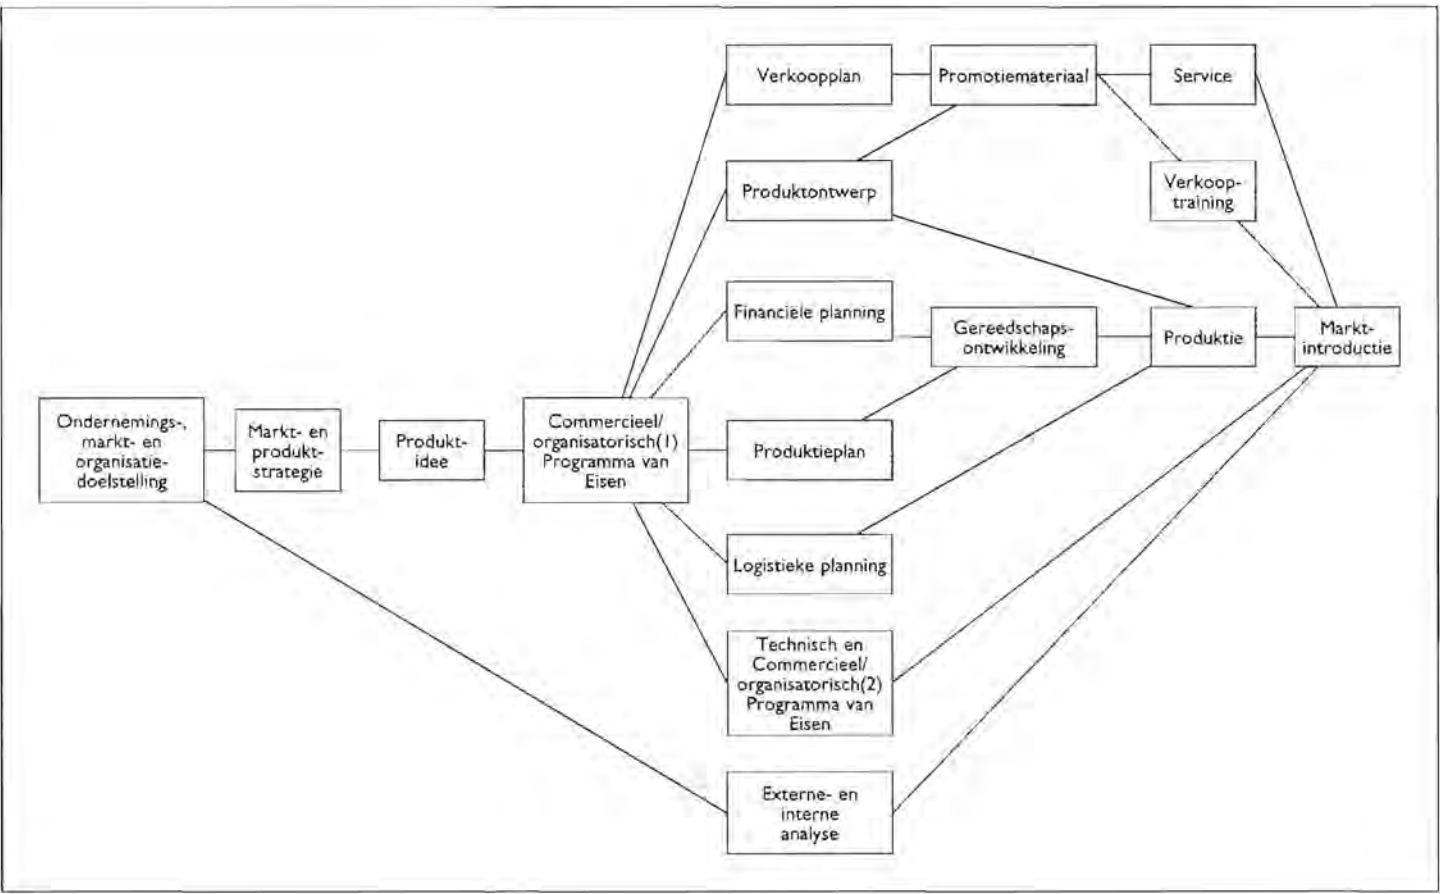 Verkoopplan
Promotiemateriaal
Service
Produktontwerp
Verkoop-
training
Financiële planning
Gereedschaps-
ontwikkeling
Produktie
Markt-
introductie
Ondernemings-,
markt- en
organisatie-
doelstelling
Markt- en
produkt-
strategie
Produkt-
idee
Commercieel/
organisatorisch(1)
Programma van
Eisen
Produktieplan
Logistieke planning
Technisch en
Commercieel/
organisatorisch(2)
Programma van
Eisen
Externe- en
interne
analyse